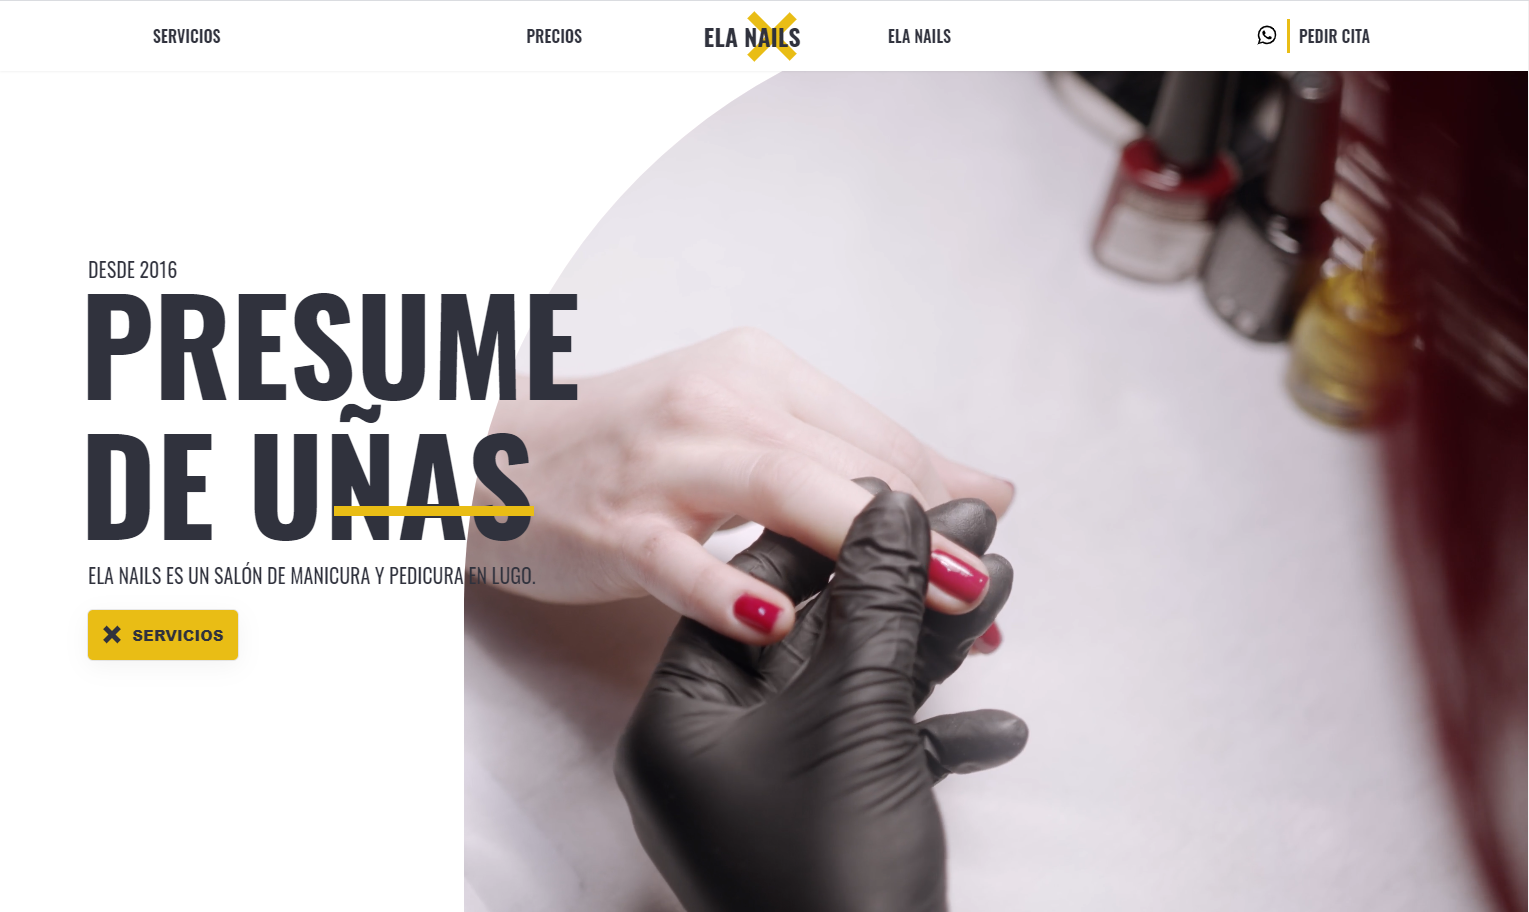 SERVICIOS
PRECIOS
ELA NAILS
ELA NAILS
PEDIR CITA
DESDE 2016
PRESUME
DE UÑAS
ELA NAILS ES UN SALÓN DE MANICURA Y PEDICURA EN LUGO.
SERVICIOS